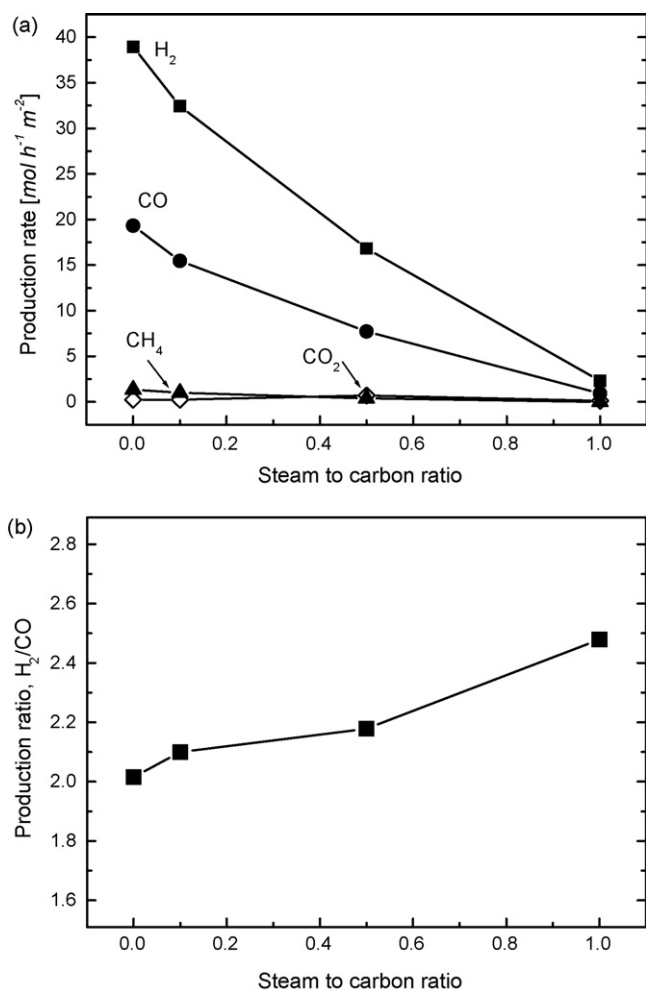 (a)
Production rate [mol h⁻¹ m⁻²]
40
35
30
25
20
15
10
5
0
H₂
CO
CH₄
CO₂
0.0 0.2 0.4 0.6 0.8 1.0
Steam to carbon ratio
(b)
Production ratio, H₂/CO
2.8
2.6
2.4
2.2
2.0
1.8
1.6
0.0 0.2 0.4 0.6 0.8 1.0
Steam to carbon ratio